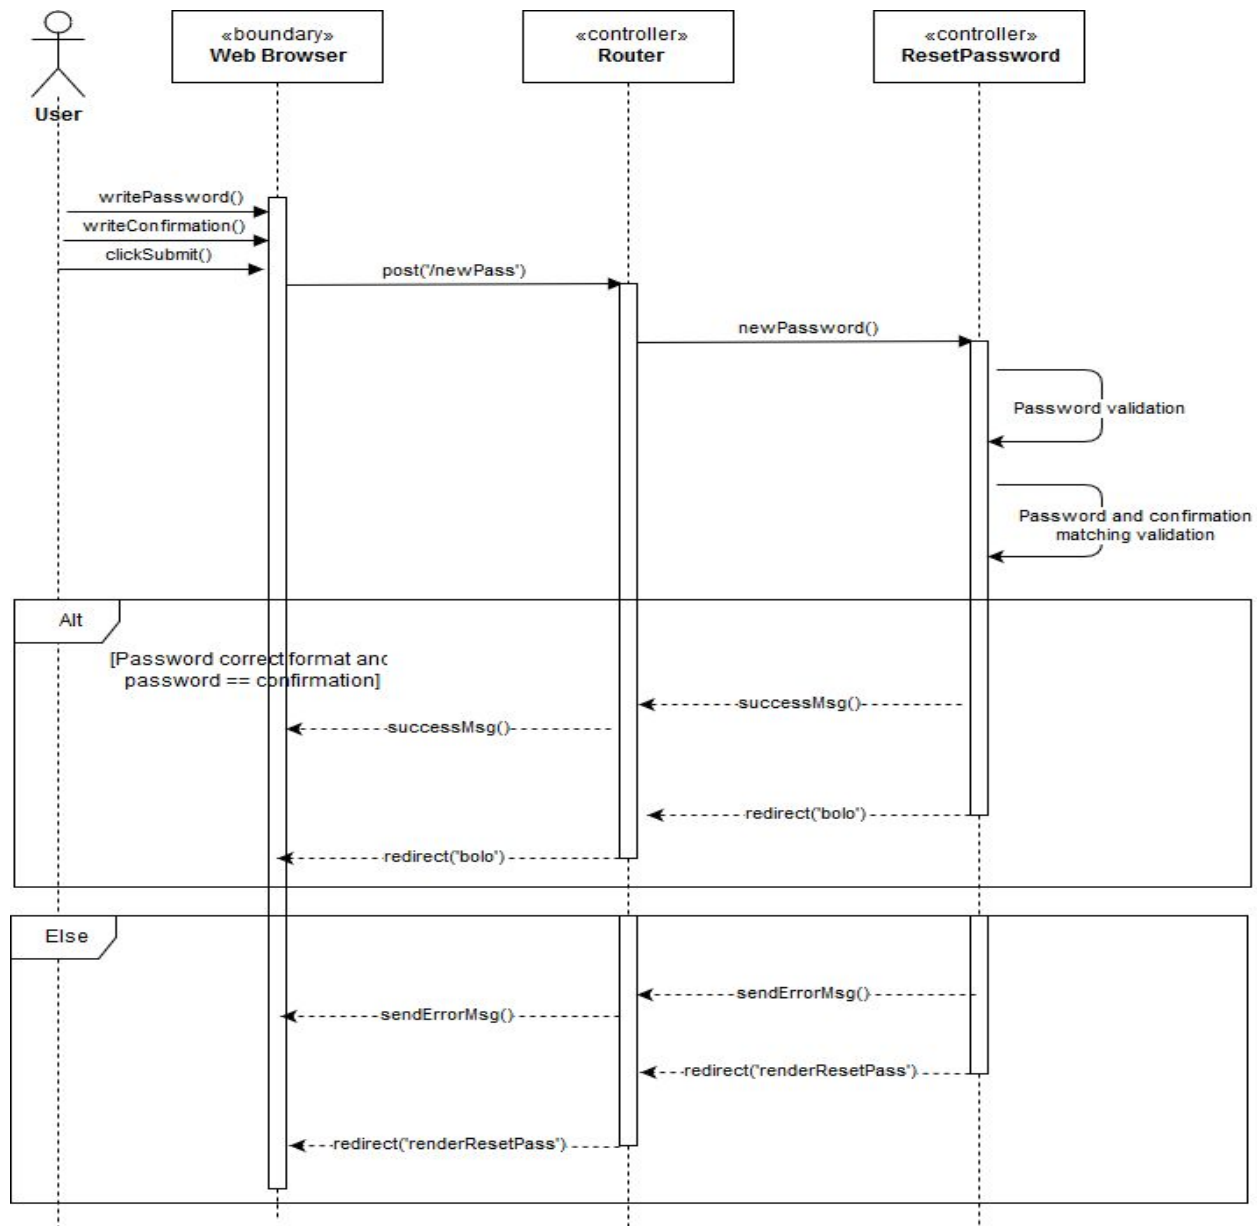 «boundary»
Web Browser
«controller»
Router
«controller»
ResetPassword
User
writePassword()
writeConfirmation()
clickSubmit()
post('/newPass')
newPassword()
Password validation
Password and confirmation
matching validation
Alt
[Password correct format and
password == confirmation]
successMsg()
successMsg()
redirect('bolo')
redirect('bolo')
Else
sendErrorMsg()
sendErrorMsg()
redirect('renderResetPass')
redirect('renderResetPass')